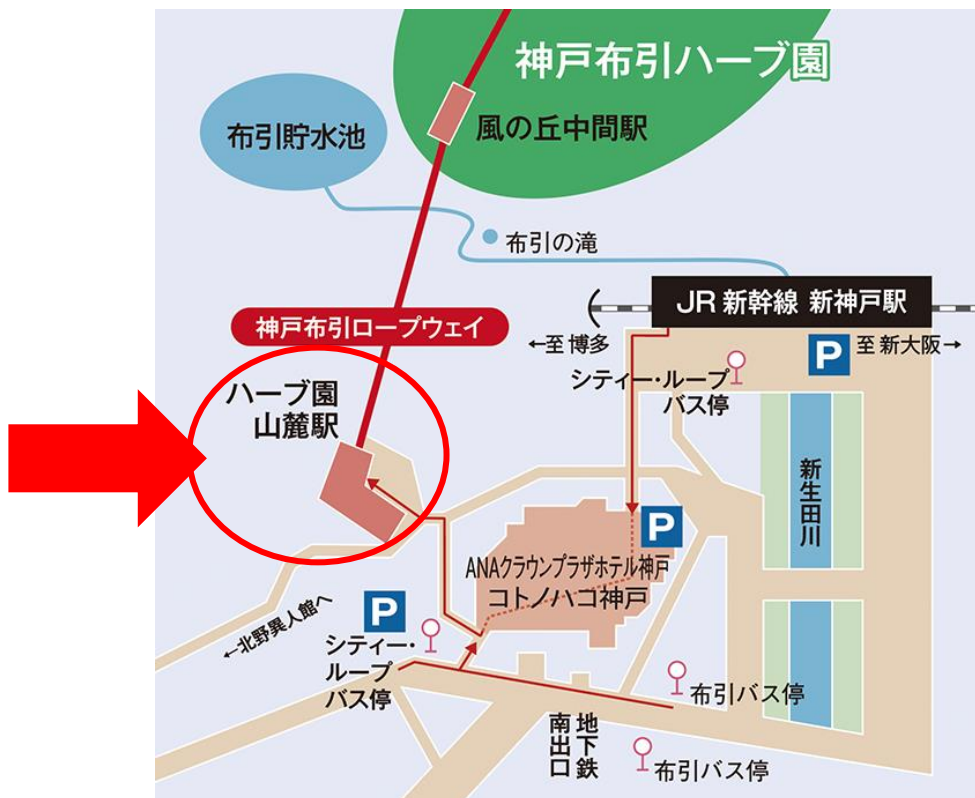 神戸布引ハーブ園
風の丘中間駅
布引貯水池
布引の滝
JR 新幹線 新神戸駅
神戸布引ロープウェイ
←至 博多
P
至 新大阪→
シティー・ループ
バス停
ハーブ園
山麓駅
新生田川
P
ANAクラウンプラザホテル神戸
コトノハコ神戸
←北野異人館へ
P
シティー・
ループ
バス停
布引バス停
地下鉄
南出口
布引バス停